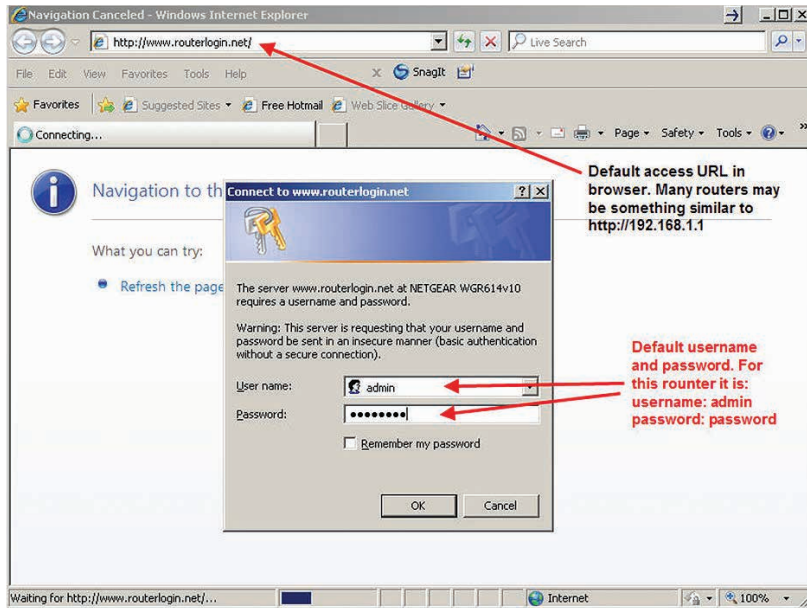 Navigation Canceled - Windows Internet Explorer
http://www.routerlogin.net/
Live Search
File Edit View Favorites Tools Help
x SnagIt
Favorites Suggested Sites Free Hotmail Web Slice Gallery
Connecting...
Page Safety Tools
Default access URL in
browser. Many routers may
be something similar to
http://192.168.1.1
Navigation to th
What you can try:
Refresh the page
Connect to www.routerlogin.net
The server www.routerlogin.net at NETGEAR WGR614v10
requires a username and password.
Warning: This server is requesting that your username and
password be sent in an insecure manner (basic authentication
without a secure connection).
User name:
admin
Password:
Remember my password
OK Cancel
Default username
and password. For
this rounter it is:
username: admin
password: password
Waiting for http://www.routerlogin.net/...
Internet
100%